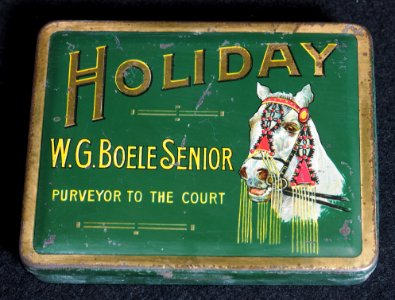 HOLIDAY
W.G. BOELE SENIOR
PURVEYOR TO THE COURT